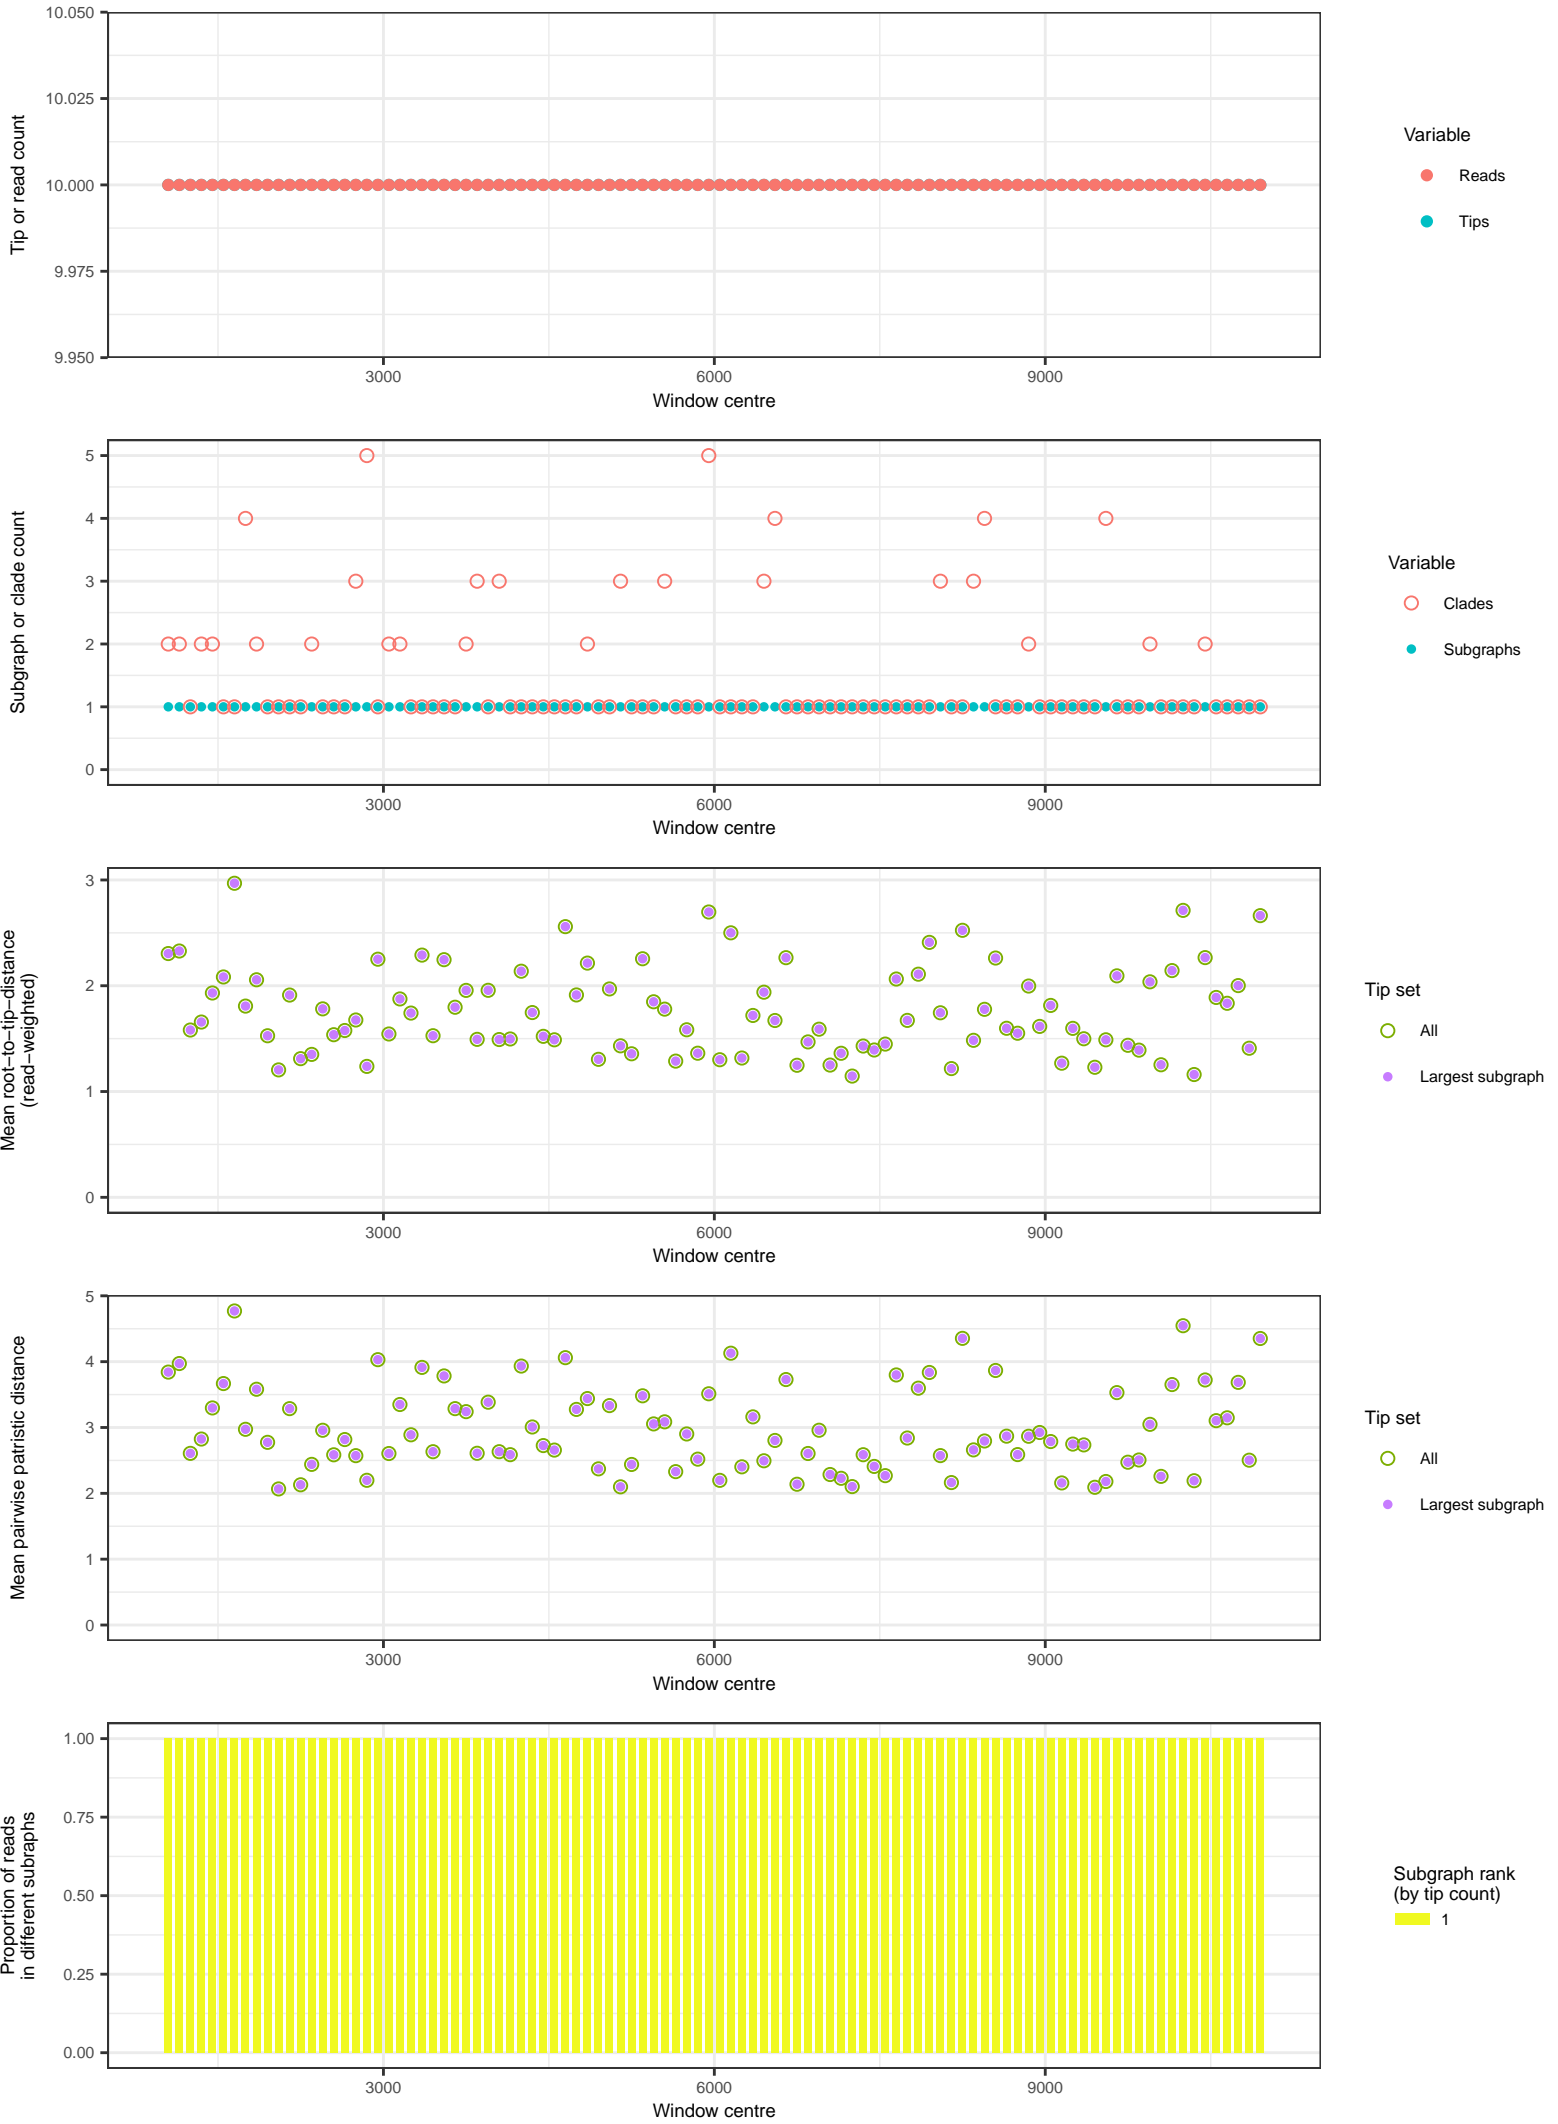 10.050
10.025
10.000
9.975
9.950
Tip or read count
3000 6000 9000
Window centre
Variable
Reads
Tips
5
4
3
2
1
0
Subgraph or clade count
3000 6000 9000
Window centre
Variable
Clades
Subgraphs
3
2
1
0
Mean root−to−tip−distance
(read−weighted)
3000 6000 9000
Window centre
Tip set
All
Largest subgraph
5
4
3
2
1
0
Mean pairwise patristic distance
3000 6000 9000
Window centre
Tip set
All
Largest subgraph
1.00
0.75
0.50
0.25
0.00
Proportion of reads
in different subraphs
3000 6000 9000
Window centre
Subgraph rank
(by tip count)
1